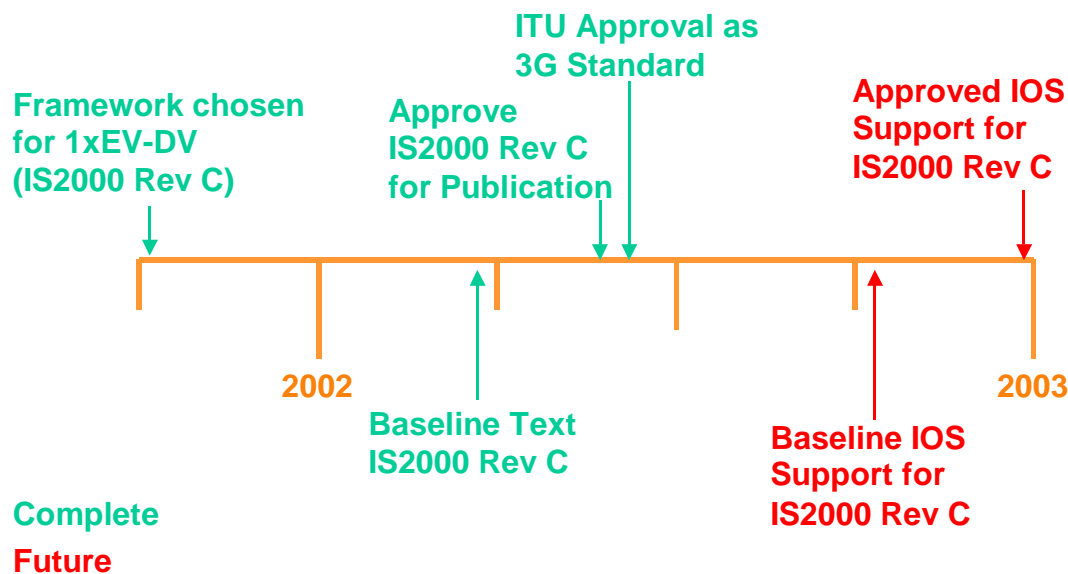 ITU Approval as
3G Standard
Framework chosen
for 1xEV-DV
(IS2000 Rev C)
Approve
IS2000 Rev C
for Publication
Approved IOS
Support for
IS2000 Rev C
2002
2003
Baseline Text
IS2000 Rev C
Baseline IOS
Support for
IS2000 Rev C
Complete
Future